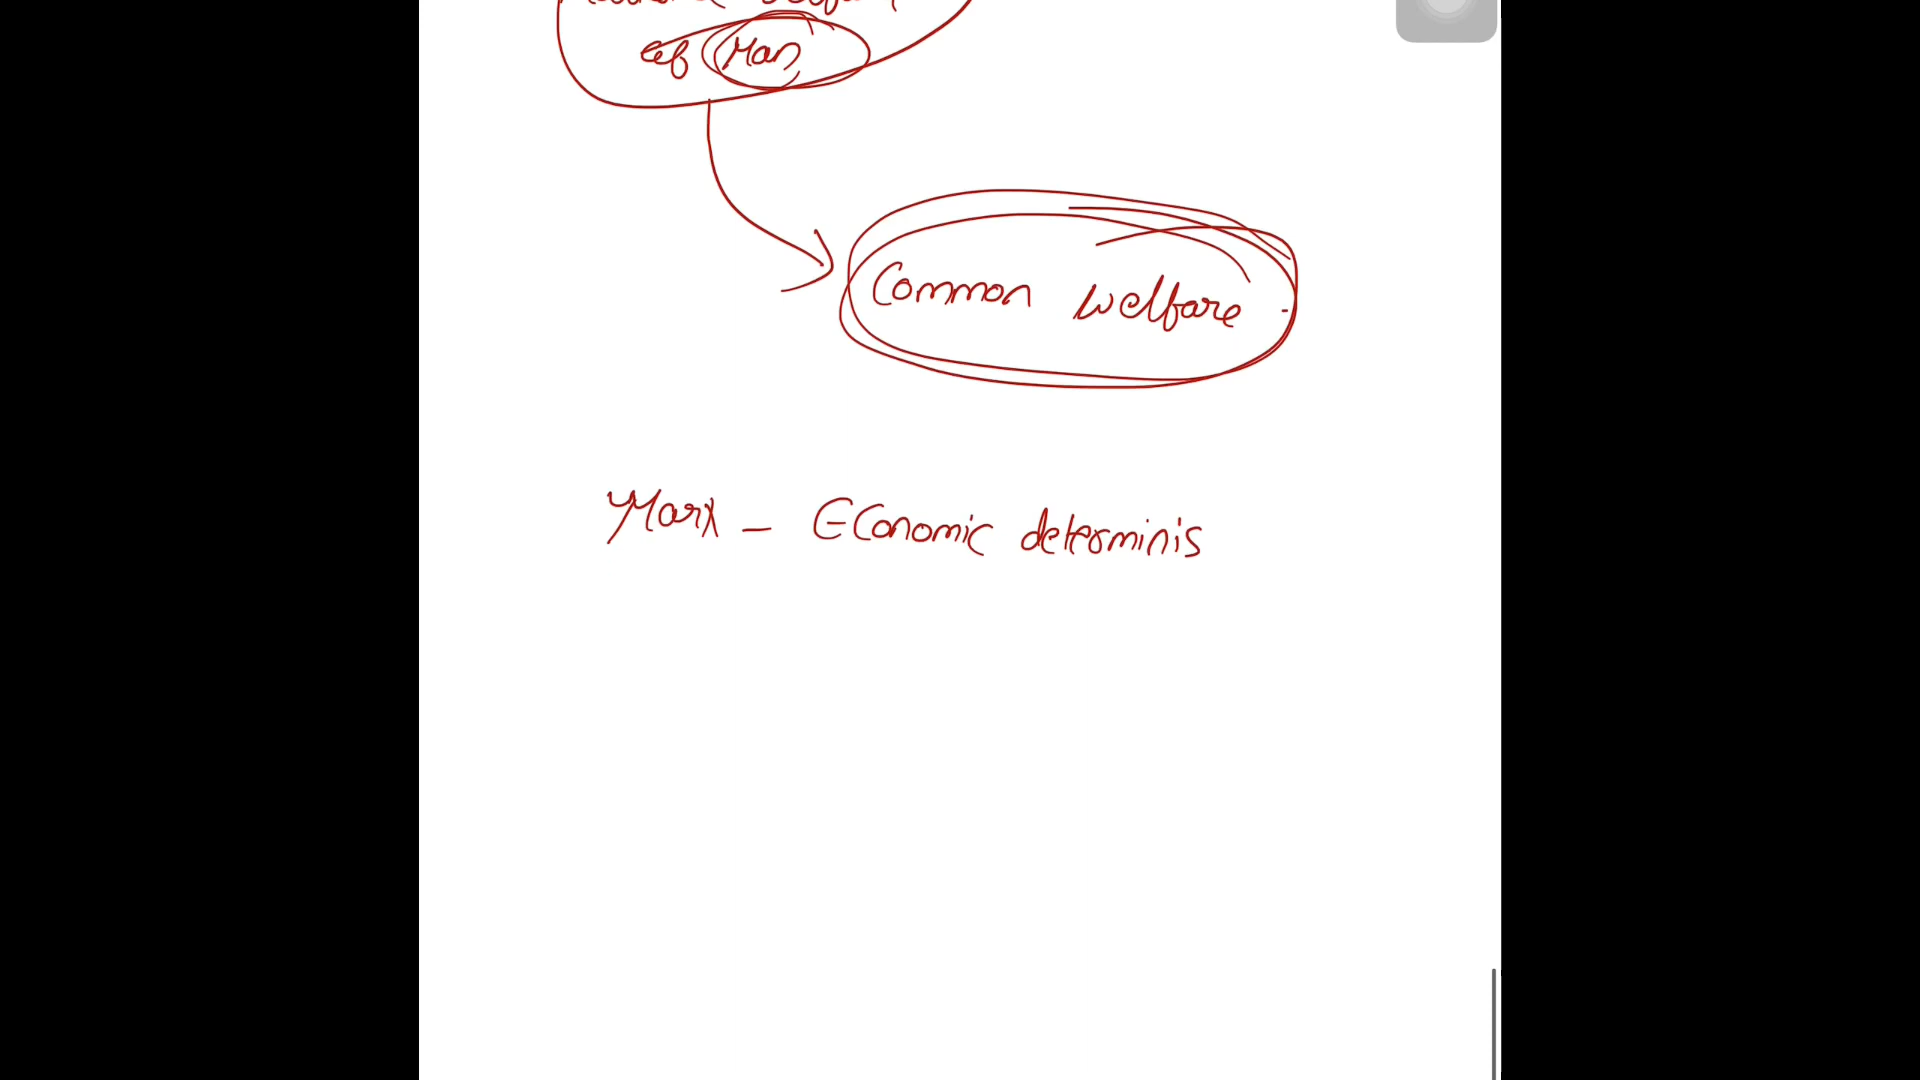 of Man
Common welfare
Marx - Economic determinis